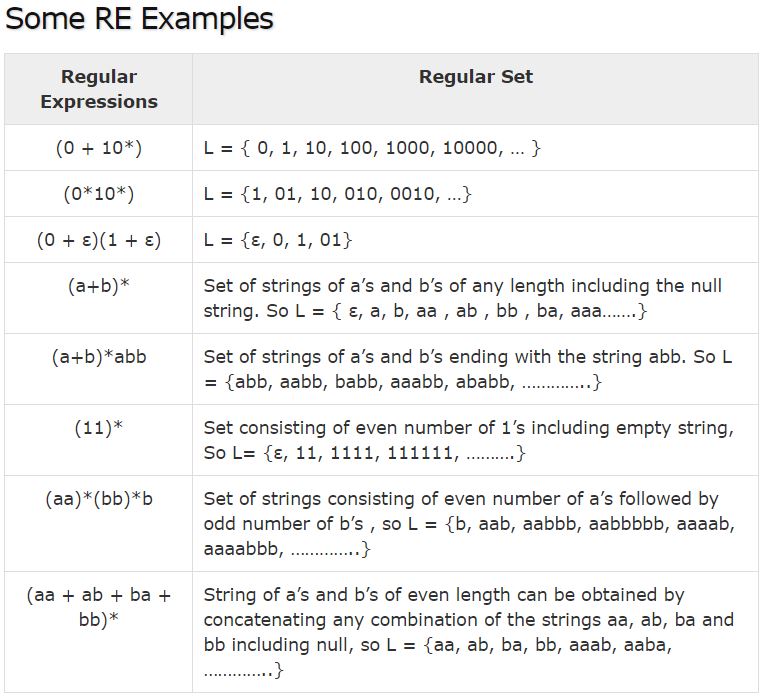 Some RE Examples
Regular
Expressions
Regular Set
(0 + 10*)
L = { 0, 1, 10, 100, 1000, 10000, … }
(0*10*)
L = {1, 01, 10, 010, 0010, …}
(0 + ε)(1 + ε)
L = {ε, 0, 1, 01}
(a+b)*
Set of strings of a’s and b’s of any length including the null
string. So L = { ε, a, b, aa , ab , bb , ba, aaa…….}
(a+b)*abb
Set of strings of a’s and b’s ending with the string abb. So L
= {abb, aabb, babb, aaabb, ababb, …………..}
(11)*
Set consisting of even number of 1’s including empty string,
So L= {ε, 11, 1111, 111111, ……….}
(aa)*(bb)*b
Set of strings consisting of even number of a’s followed by
odd number of b’s , so L = {b, aab, aabbb, aabbbbb, aaaab,
aaaabbb, …………..}
(aa + ab + ba +
bb)*
String of a’s and b’s of even length can be obtained by
concatenating any combination of the strings aa, ab, ba and
bb including null, so L = {aa, ab, ba, bb, aaab, aaba,
…………..}